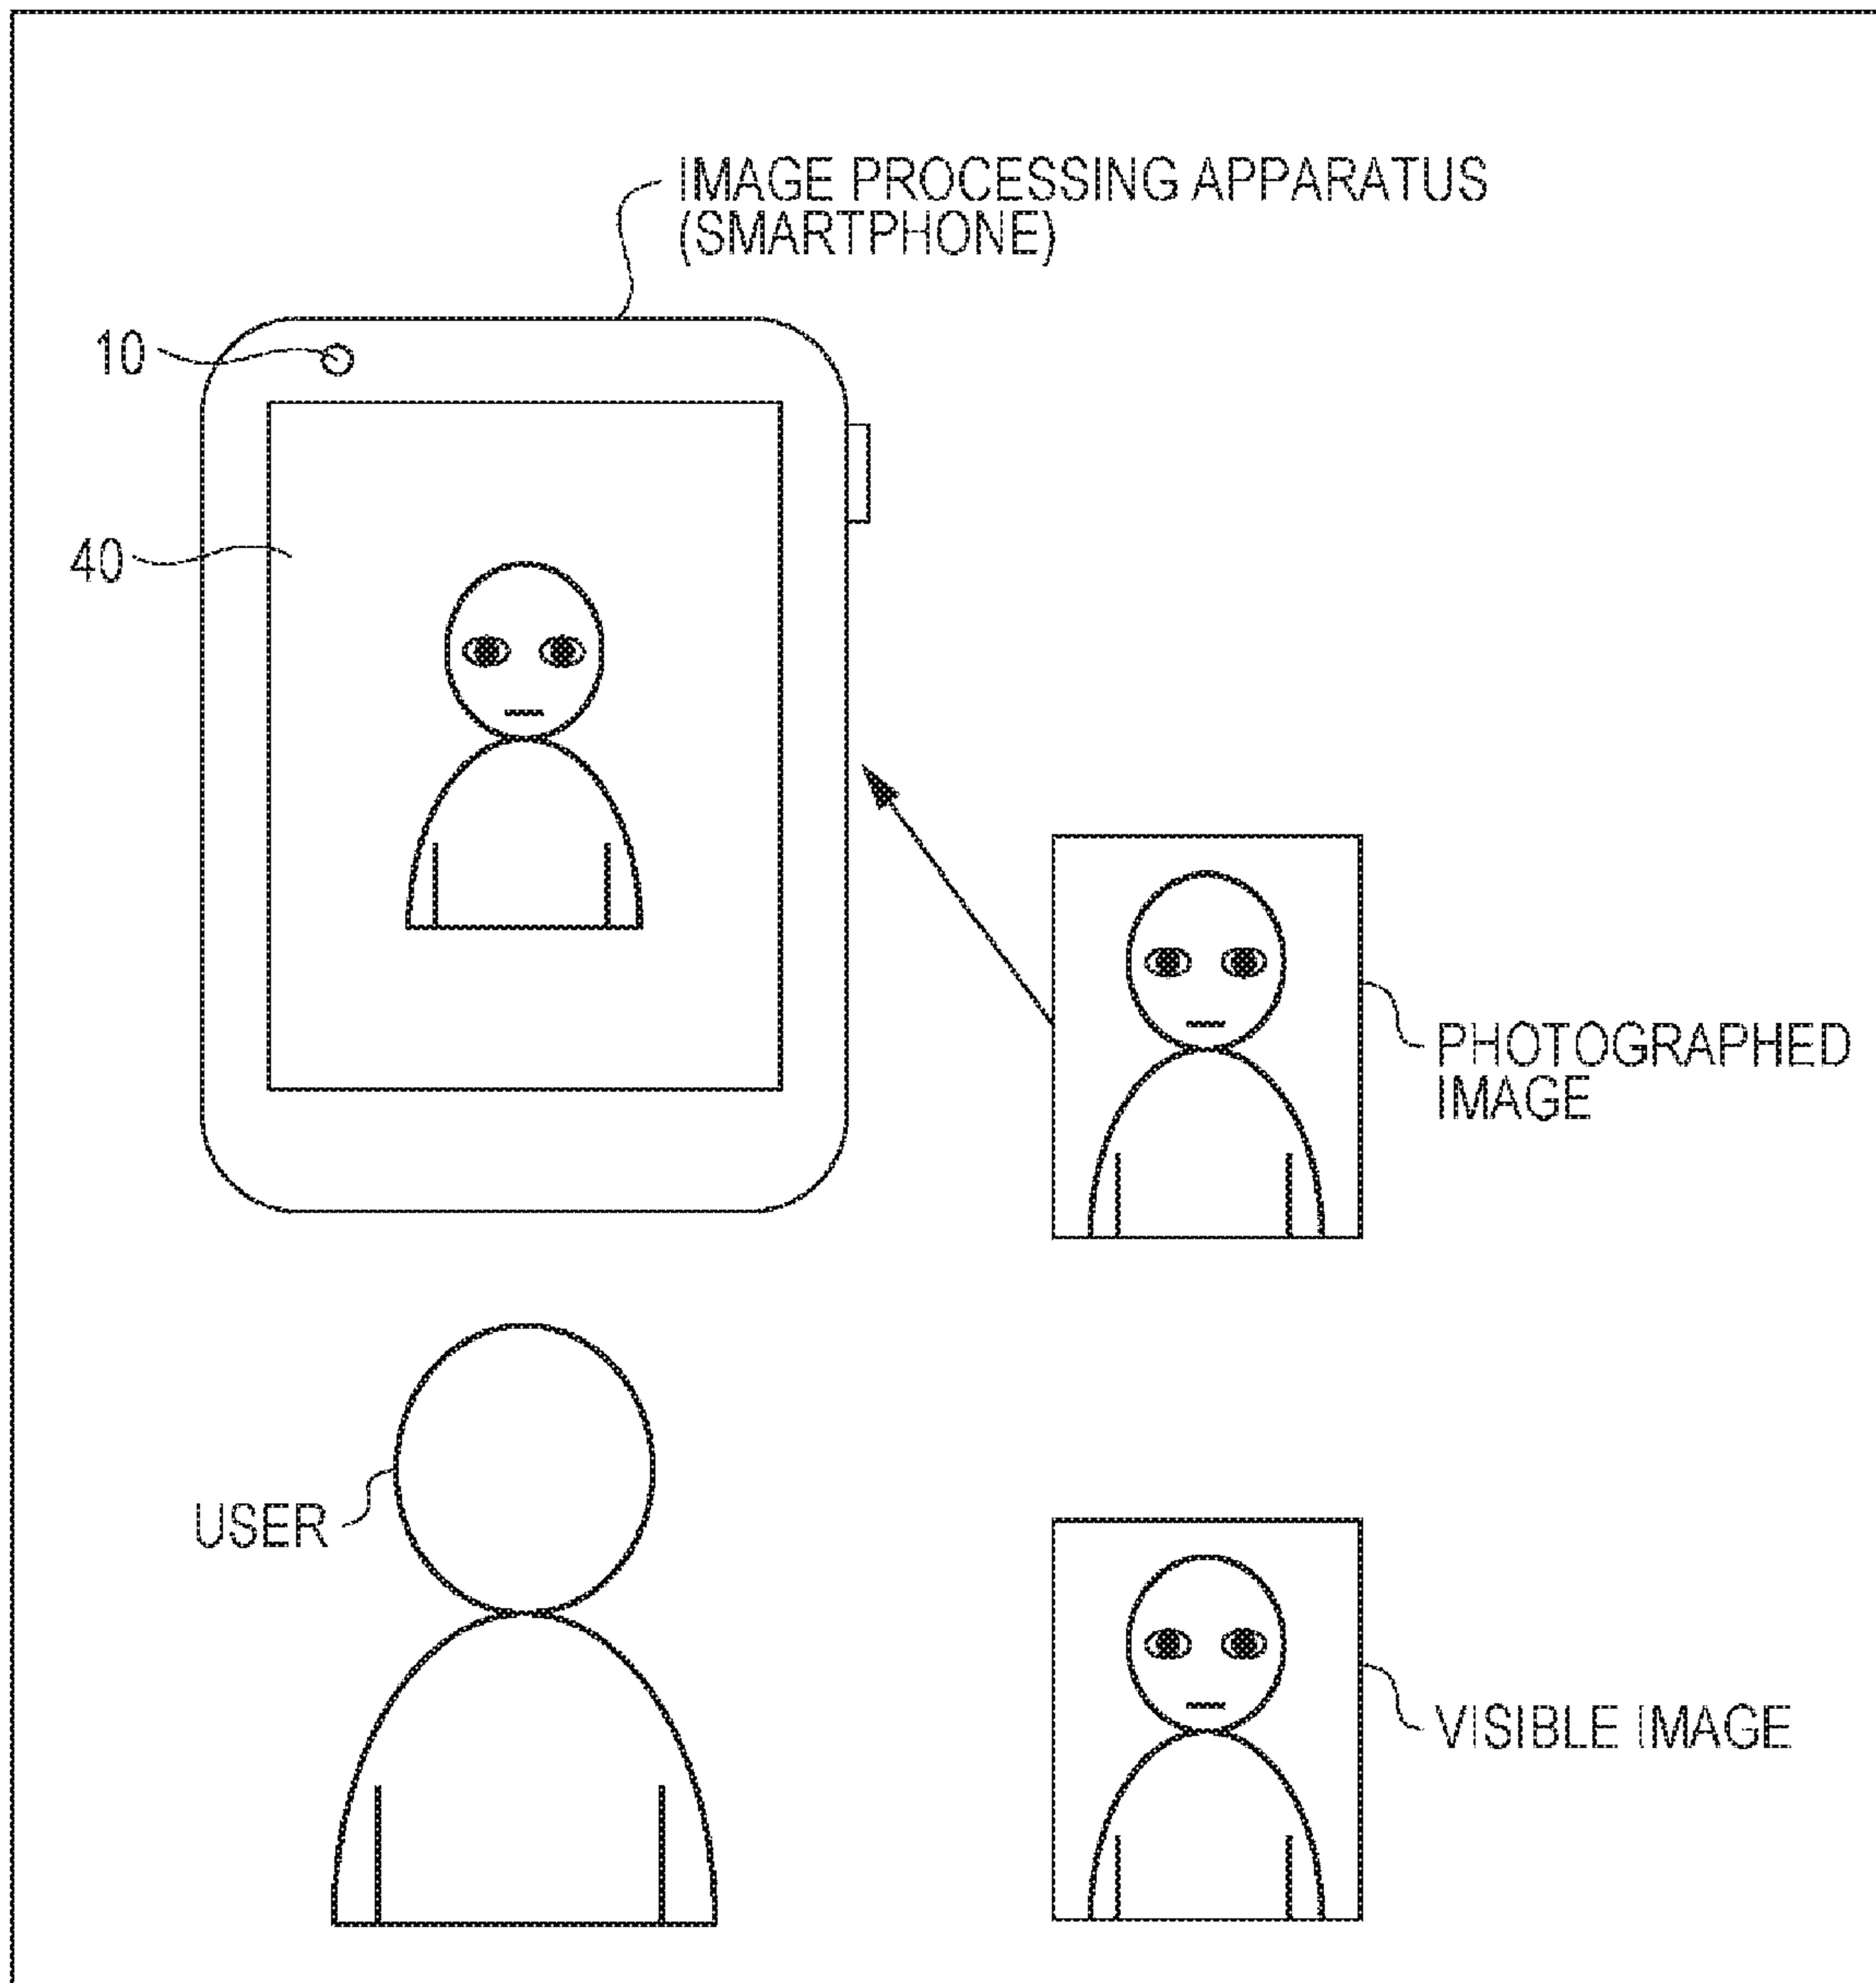 IMAGE PROCESSING APPARATUS
(SMARTPHONE)
10
40
PHOTOGRAPHED
IMAGE
USER
VISIBLE IMAGE